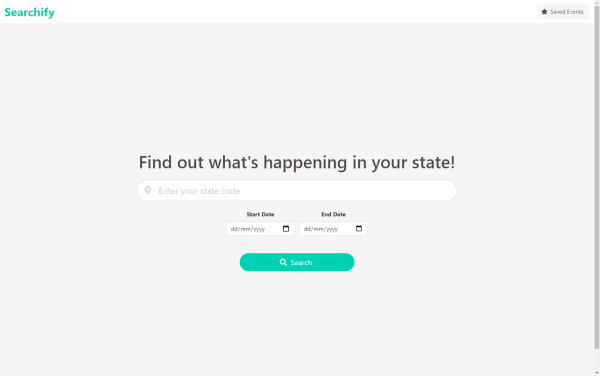 Searchify
Saved Events
Find out what's happening in your state!
Enter your state code
Start Date
End Date
dd/mm/yyyy
dd/mm/yyyy
Search